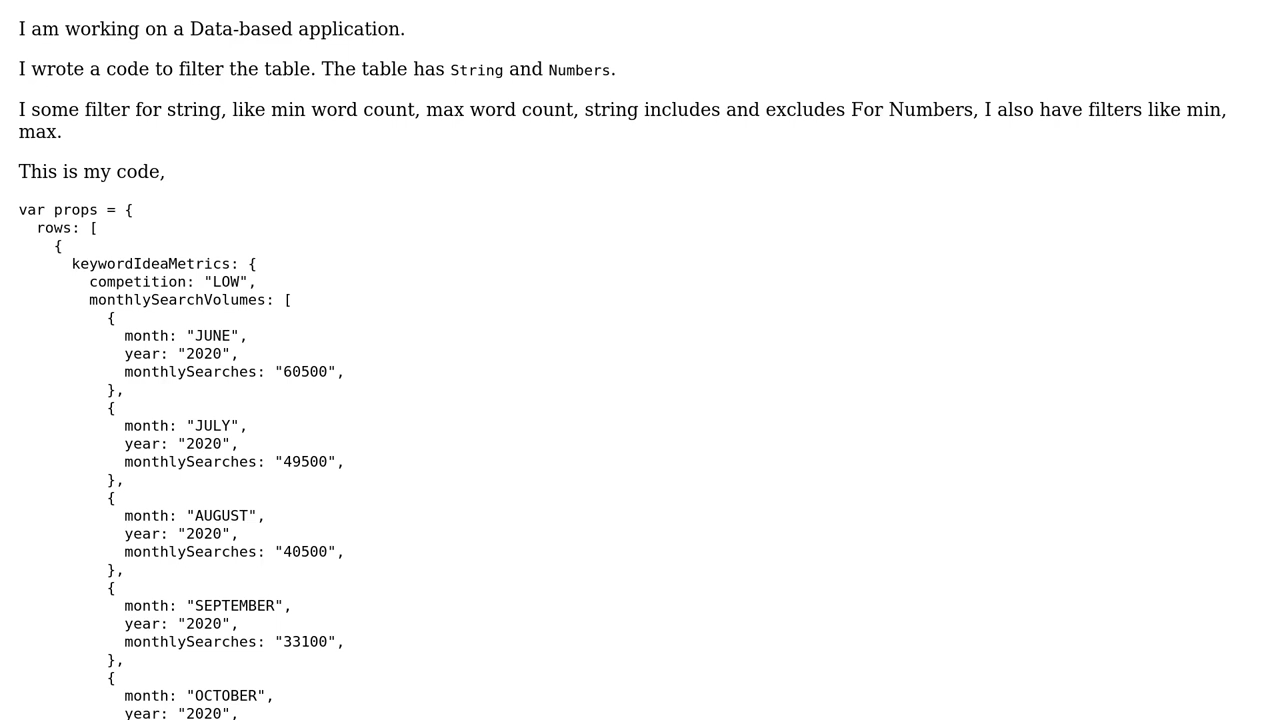 I am working on a Data-based application.
I wrote a code to filter the table. The table has String and Numbers.
I some filter for string, like min word count, max word count, string includes and excludes For Numbers, I also have filters like min,
max.
This is my code,
var props = {
  rows: [
    {
      keywordIdeaMetrics: {
        competition: "LOW",
        monthlySearchVolumes: [
          {
            month: "JUNE",
            year: "2020",
            monthlySearches: "60500",
          },
          {
            month: "JULY",
            year: "2020",
            monthlySearches: "49500",
          },
          {
            month: "AUGUST",
            year: "2020",
            monthlySearches: "40500",
          },
          {
            month: "SEPTEMBER",
            year: "2020",
            monthlySearches: "33100",
          },
          {
            month: "OCTOBER",
            year: "2020",